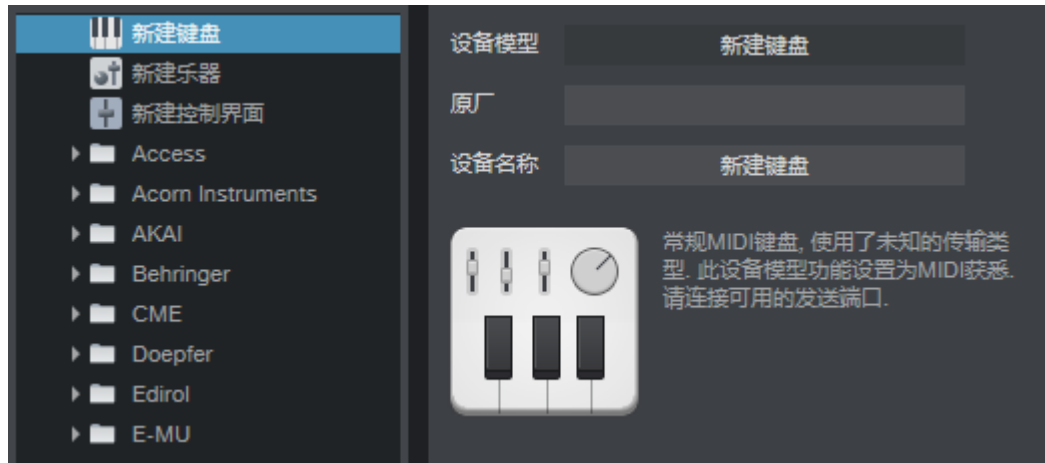 新建键盘
新建乐器
新建控制界面
Access
Acorn Instruments
AKAI
Behringer
CME
Doepfer
Edirol
E-MU
设备模型 新建键盘
原厂
设备名称 新建键盘
常规MIDI键盘, 使用了未知的传输类
型. 此设备模型功能设置为MIDI获悉.
请连接可用的发送端口.